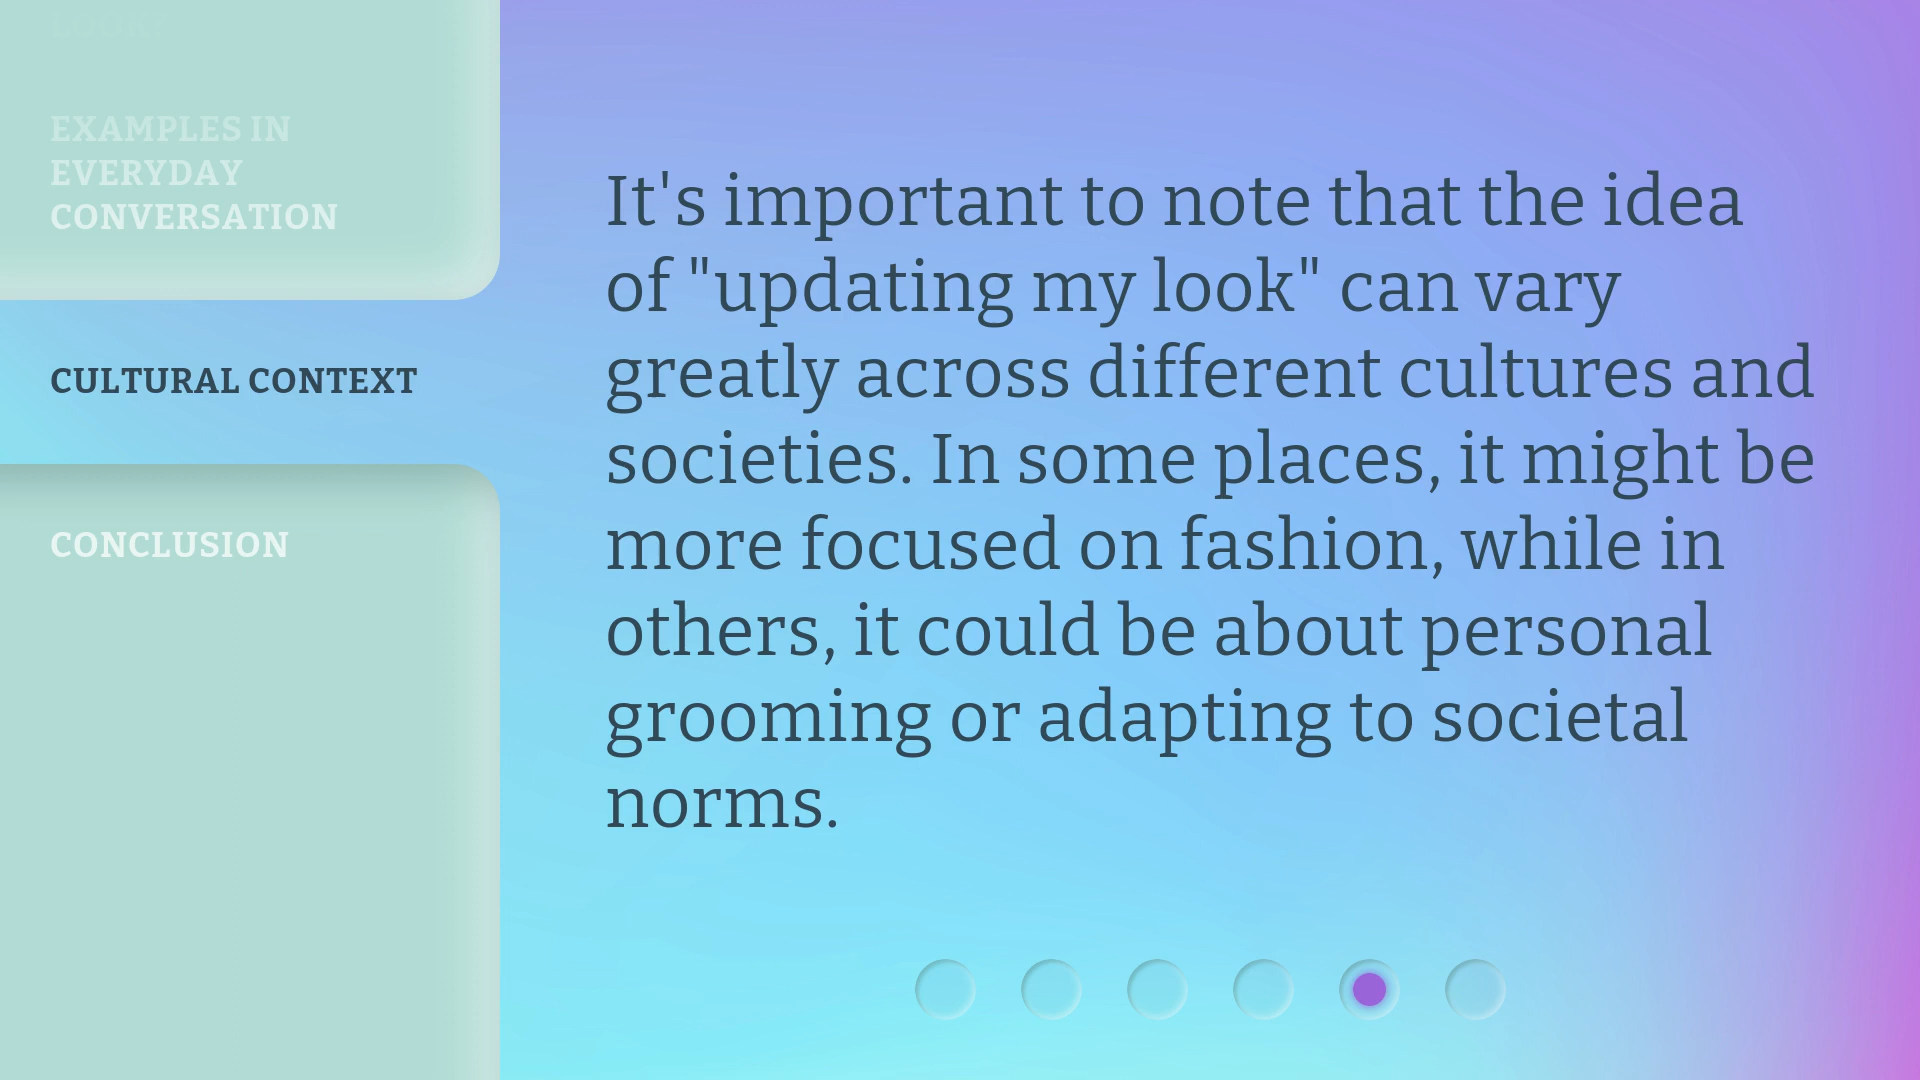 EXAMPLES IN
EVERYDAY
CONVERSATION
CULTURAL CONTEXT
CONCLUSION
It's important to note that the idea
of "updating my look" can vary
greatly across different cultures and
societies. In some places, it might be
more focused on fashion, while in
others, it could be about personal
grooming or adapting to societal
norms.